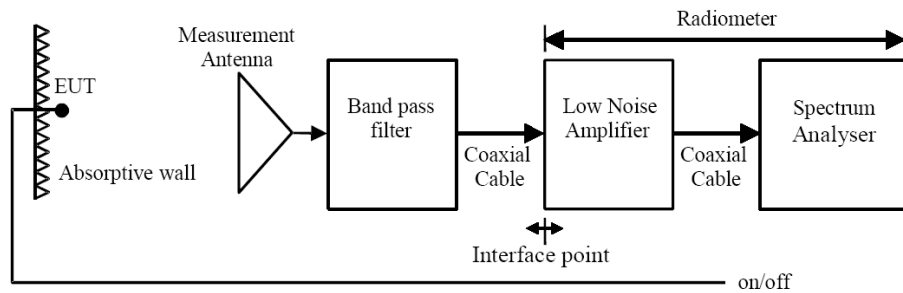 Radiometer
Measurement
Antenna
EUT
Band pass
filter
Low Noise
Amplifier
Spectrum
Analyser
Absorptive wall
Coaxial
Cable
Coaxial
Cable
Interface point
on/off